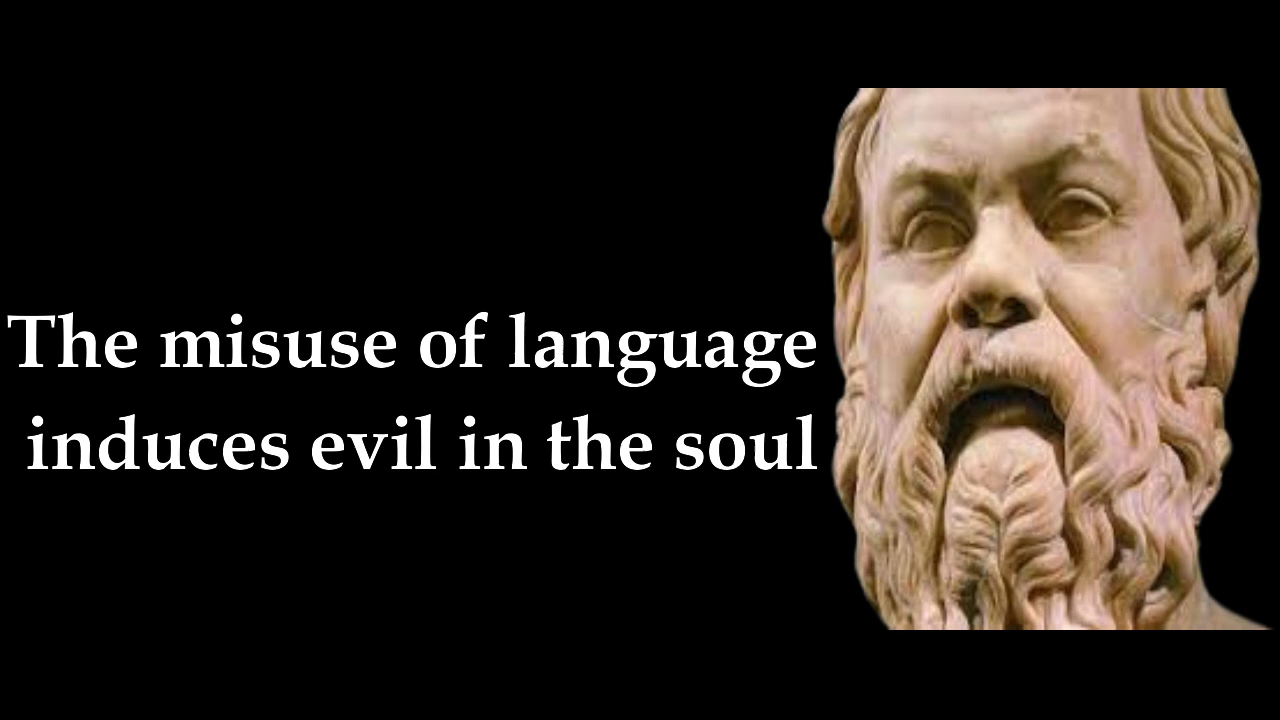 The misuse of language
induces evil in the soul